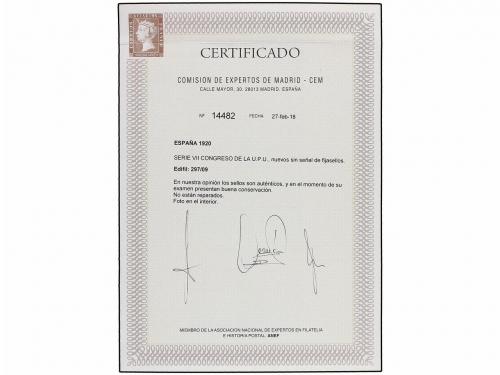 CERTIFICADO
COMISION DE EXPERTOS DE MADRID - CEM
CALLE MAYOR, 30. 28013 MADRID. ESPAÑA
Nº 14482 FECHA 27-feb-18
ESPAÑA 1920
SERIE VII CONGRESO DE LA U.P.U., nuevos sin señal de fijasellos.
Edifil: 297/09
En nuestra opinión los sellos son auténticos, y en el momento de su
examen presentan buena conservación.
No están reparados.
Foto en el interior.
MIEMBRO DE LA ASOCIACION NACIONAL DE EXPERTOS EN FILATELIA
E HISTORIA POSTAL. ANEF